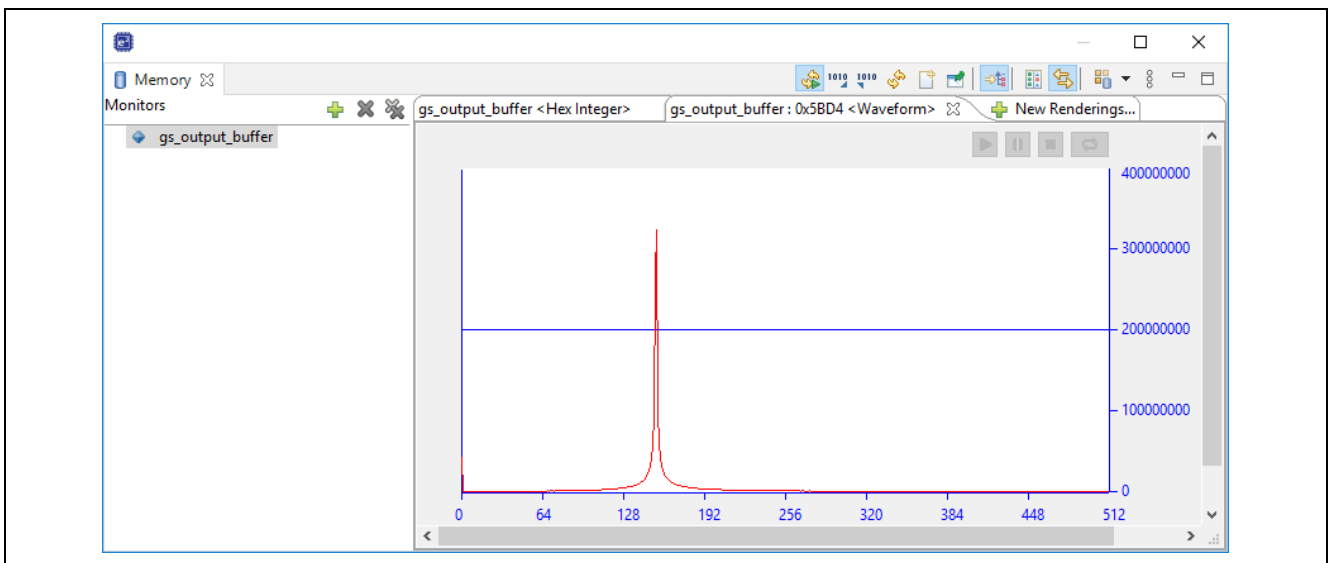 Memory
Monitors
gs_output_buffer <Hex Integer>
gs_output_buffer : 0x5BD4 <Waveform>
New Renderings...
gs_output_buffer
400000000
300000000
200000000
100000000
0
0 64 128 192 256 320 384 448 512